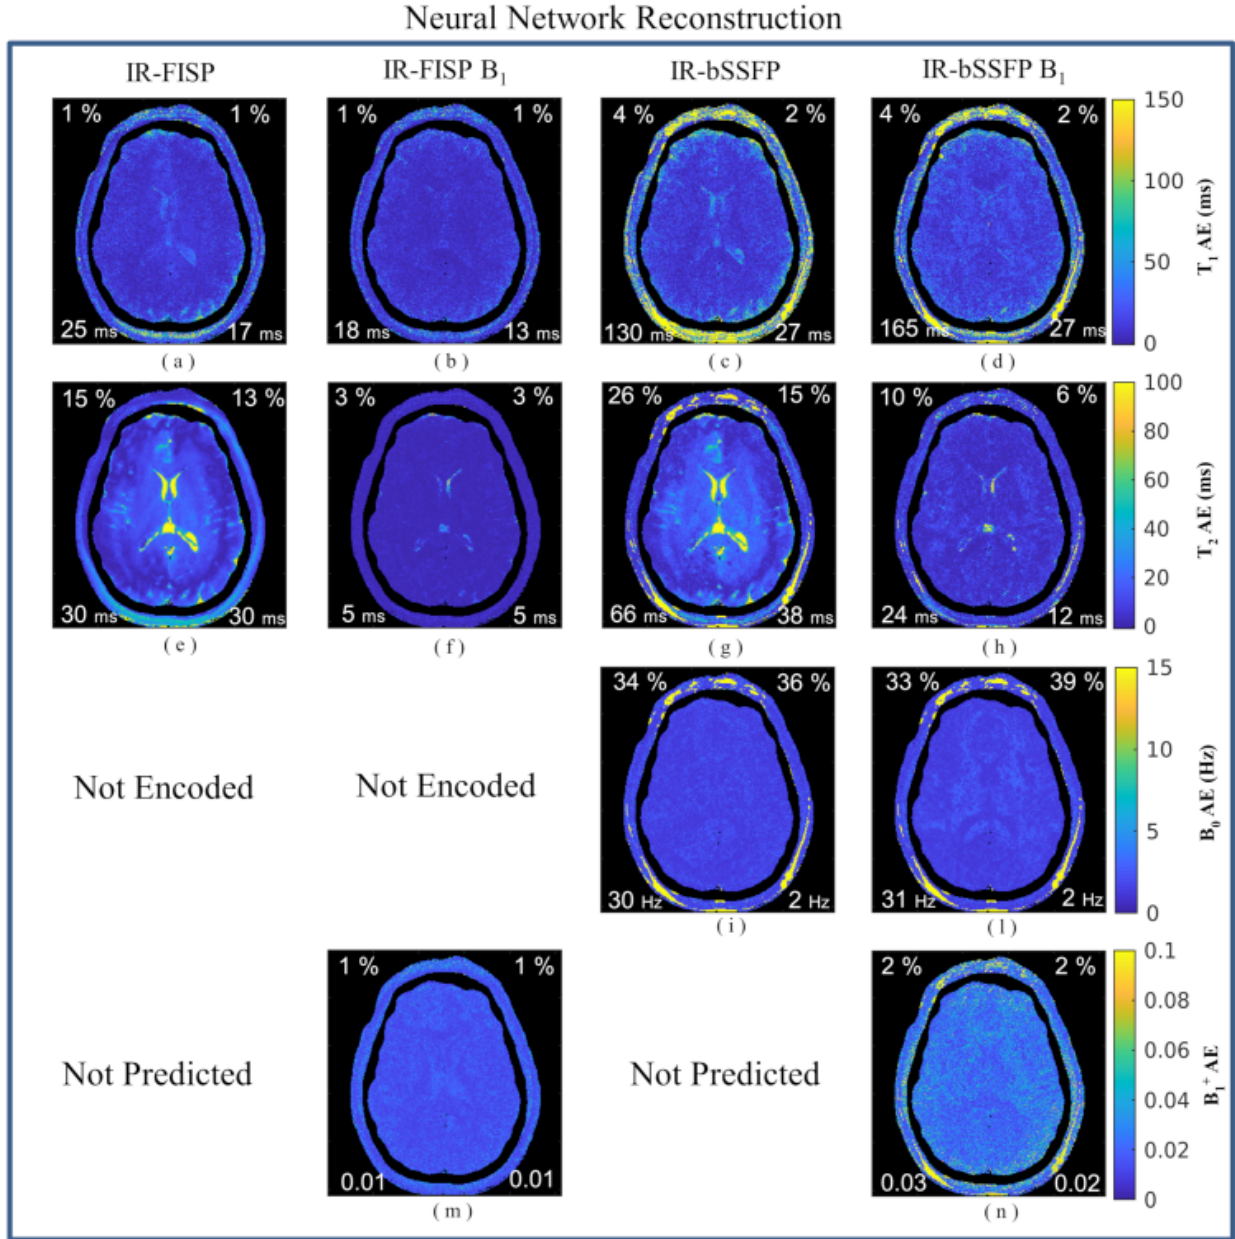 Neural Network Reconstruction
IR-FISP
IR-FISP B1
IR-bSSFP
IR-bSSFP B1
1 %
1 %
25 ms
17 ms
( a )
1 %
1 %
18 ms
13 ms
( b )
4 %
2 %
130 ms
27 ms
( c )
4 %
2 %
165 ms
27 ms
( d )
150
100
50
0
T1 AE (ms)
15 %
13 %
30 ms
30 ms
( e )
3 %
3 %
5 ms
5 ms
( f )
26 %
15 %
66 ms
38 ms
( g )
10 %
6 %
24 ms
12 ms
( h )
100
80
60
40
20
0
T2 AE (ms)
Not Encoded
Not Encoded
34 %
36 %
30 Hz
2 Hz
( i )
33 %
39 %
31 Hz
2 Hz
( l )
15
10
5
0
B0 AE (Hz)
Not Predicted
1 %
1 %
0.01
0.01
( m )
Not Predicted
2 %
2 %
0.03
0.02
( n )
0.1
0.08
0.06
0.04
0.02
0
B1+ AE